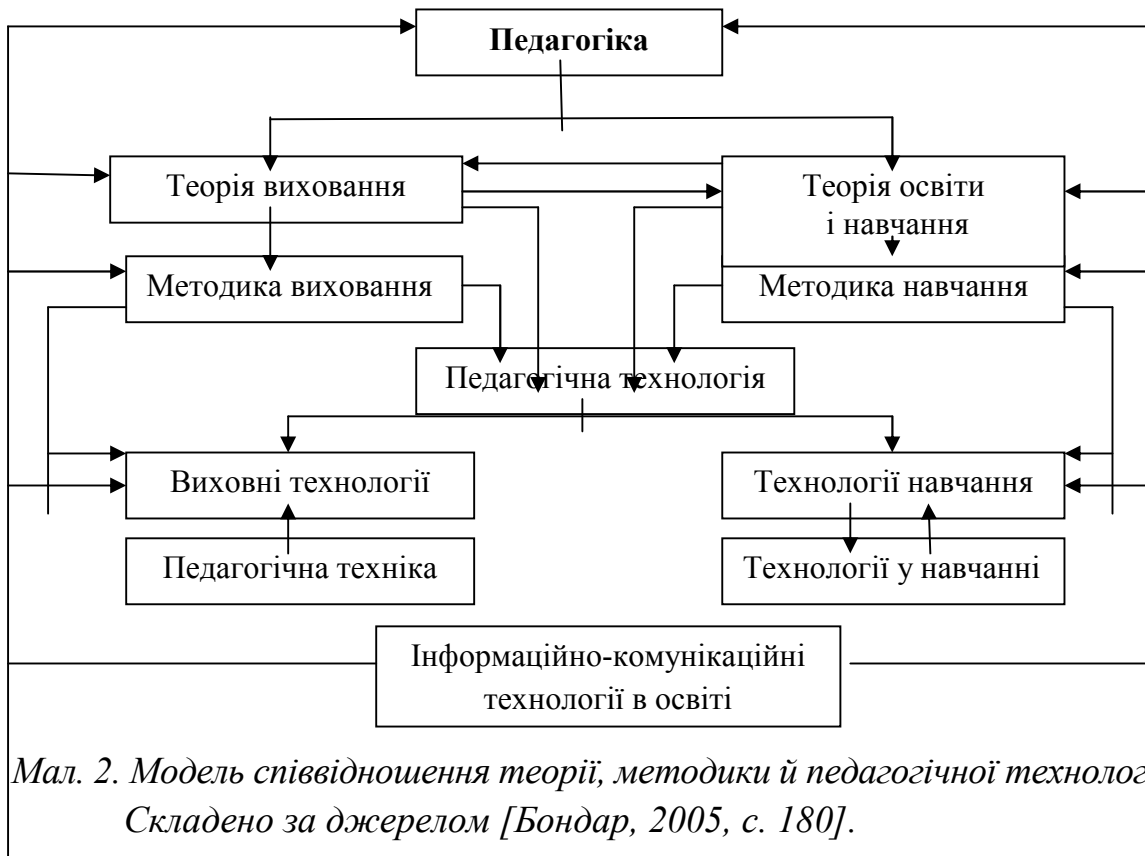 Педагогіка
Теорія виховання
Теорія освіти
і навчання
Методика виховання
Методика навчання
Педагогічна технологія
Виховні технології
Технології навчання
Педагогічна техніка
Технології у навчанні
Інформаційно-комунікаційні
технології в освіті
Мал. 2. Модель співвідношення теорії, методики й педагогічної технолог
Складено за джерелом [Бондар, 2005, с. 180].